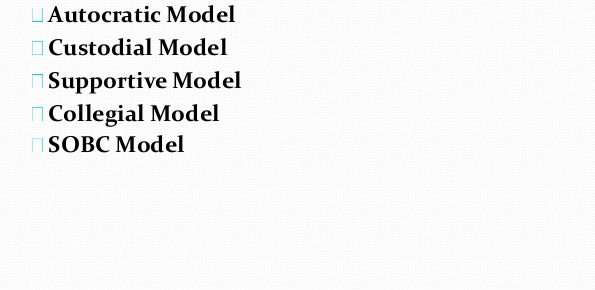 Autocratic Model
Custodial Model
Supportive Model
Collegial Model
SOBC Model